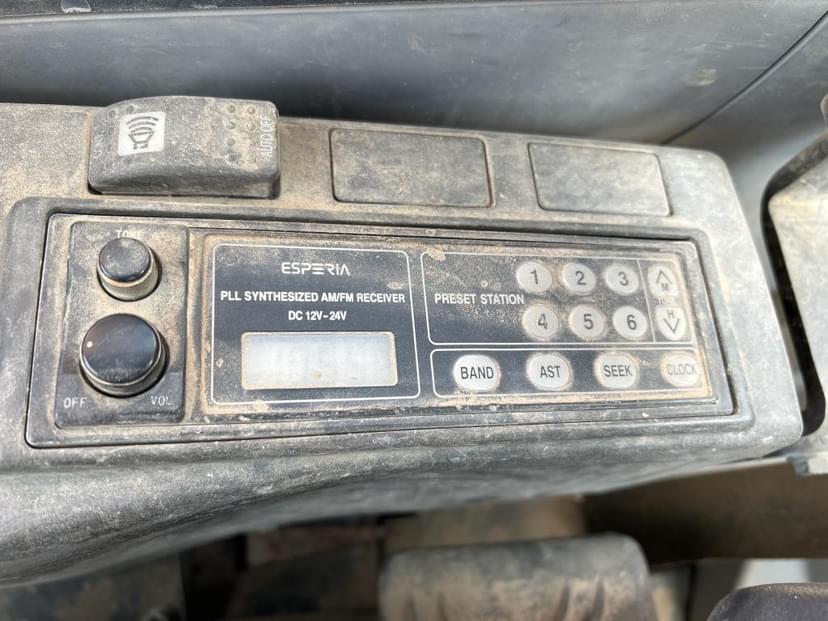 TONE
OFF VOL
ESPERIA
PLL SYNTHESIZED AM/FM RECEIVER
DC 12V-24V
PRESET STATION
1 2 3
4 5 6
M
H
BAND AST SEEK CLOCK